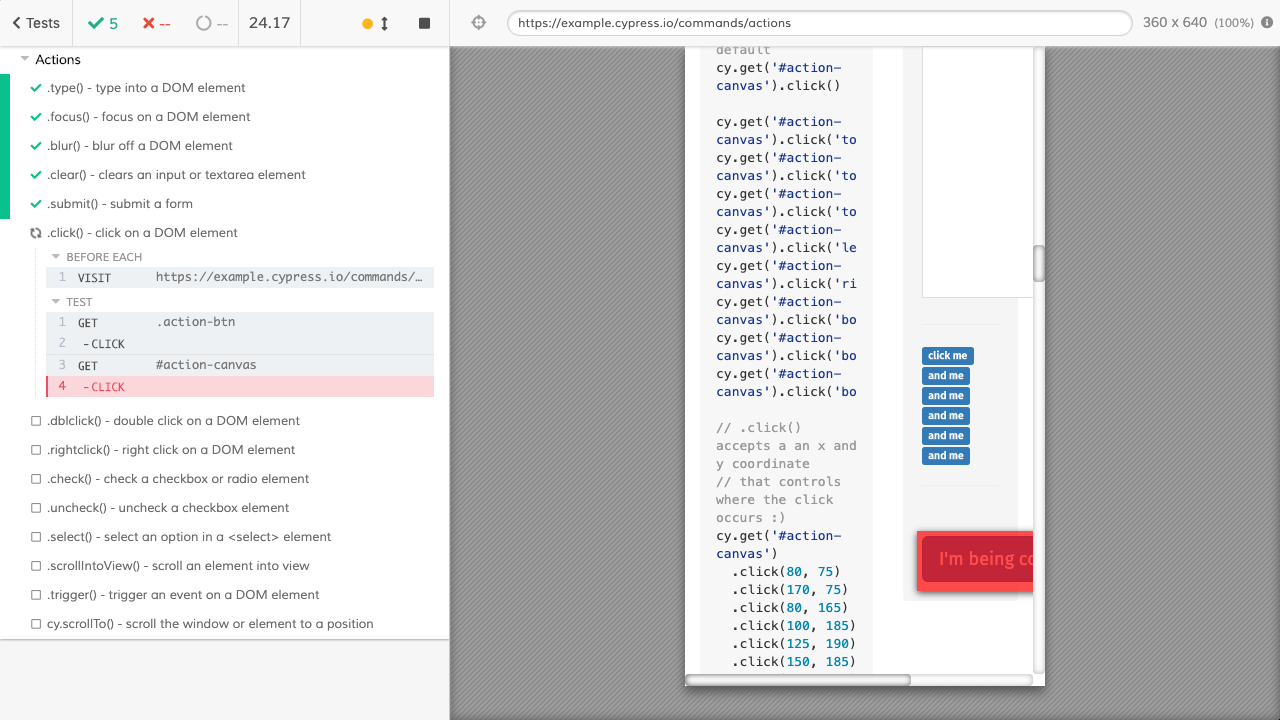 Tests
5
--
--
24.17
https://example.cypress.io/commands/actions
360 x 640 (100%)
Actions
.type() - type into a DOM element
.focus() - focus on a DOM element
.blur() - blur off a DOM element
.clear() - clears an input or textarea element
.submit() - submit a form
.click() - click on a DOM element
BEFORE EACH
1 VISIT https://example.cypress.io/commands/…
TEST
1 GET .action-btn
2 -CLICK
3 GET #action-canvas
4 -CLICK
.dblclick() - double click on a DOM element
.rightclick() - right click on a DOM element
.check() - check a checkbox or radio element
.uncheck() - uncheck a checkbox element
.select() - select an option in a <select> element
.scrollIntoView() - scroll an element into view
.trigger() - trigger an event on a DOM element
cy.scrollTo() - scroll the window or element to a position
default
cy.get('#action-
canvas').click()
cy.get('#action-
canvas').click('to
cy.get('#action-
canvas').click('to
cy.get('#action-
canvas').click('to
cy.get('#action-
canvas').click('le
cy.get('#action-
canvas').click('ri
cy.get('#action-
canvas').click('bo
cy.get('#action-
canvas').click('bo
cy.get('#action-
canvas').click('bo
// .click()
accepts a an x and
y coordinate
// that controls
where the click
occurs :)
cy.get('#action-
canvas')
.click(80, 75)
.click(170, 75)
.click(80, 165)
.click(100, 185)
.click(125, 190)
.click(150, 185)
click me
and me
and me
and me
and me
and me
I'm being co